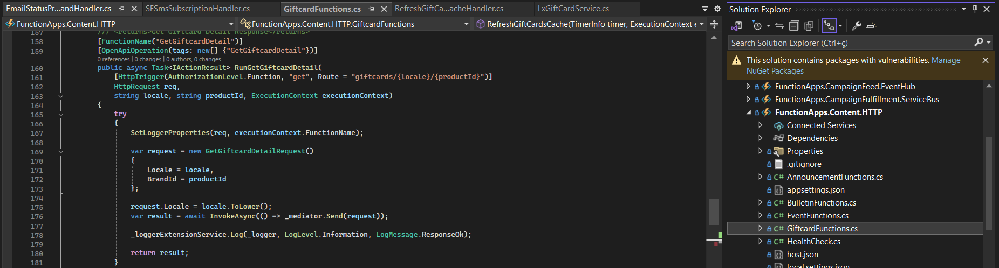 EmailStatusPr...andHandler.cs
SFSmsSubscriptionHandler.cs
GiftcardFunctions.cs
RefreshGiftCa...acheHandler.cs
LxGiftCardService.cs
FunctionApps.Content.HTTP
FunctionApps.Content.HTTP.GiftcardFunctions
RefreshGiftCardsCache(TimerInfo timer, ExecutionContext e
157 /// <returns>Get Giftcard Detail Response</returns>
158 [FunctionName("GetGiftcardDetail")]
159 [OpenApiOperation(tags: new[] {"GetGiftcardDetail"})]
0 references | 0 changes | 0 authors, 0 changes
160 public async Task<IActionResult> RunGetGiftcardDetail(
161 [HttpTrigger(AuthorizationLevel.Function, "get", Route = "giftcards/{locale}/{productId}")]
162 HttpRequest req,
163 string locale, string productId, ExecutionContext executionContext)
164 {
165 try
166 {
167 SetLoggerProperties(req, executionContext.FunctionName);
168
169 var request = new GetGiftcardDetailRequest()
170 {
171 Locale = locale,
172 BrandId = productId
173 };
174
175 request.Locale = locale.ToLower();
176 var result = await InvokeAsync(() => _mediator.Send(request));
177
178 _loggerExtensionService.Log(_logger, LogLevel.Information, LogMessage.ResponseOk);
179
180 return result;
181 }
Solution Explorer
Search Solution Explorer (Ctrl+ç)
This solution contains packages with vulnerabilities. Manage
NuGet Packages
FunctionApps.CampaignFeed.EventHub
FunctionApps.CampaignFulfillment.ServiceBus
FunctionApps.Content.HTTP
Connected Services
Dependencies
Properties
.gitignore
C# AnnouncementFunctions.cs
appsettings.json
C# BulletinFunctions.cs
C# EventFunctions.cs
C# GiftcardFunctions.cs
C# HealthCheck.cs
host.json
local.settings.json